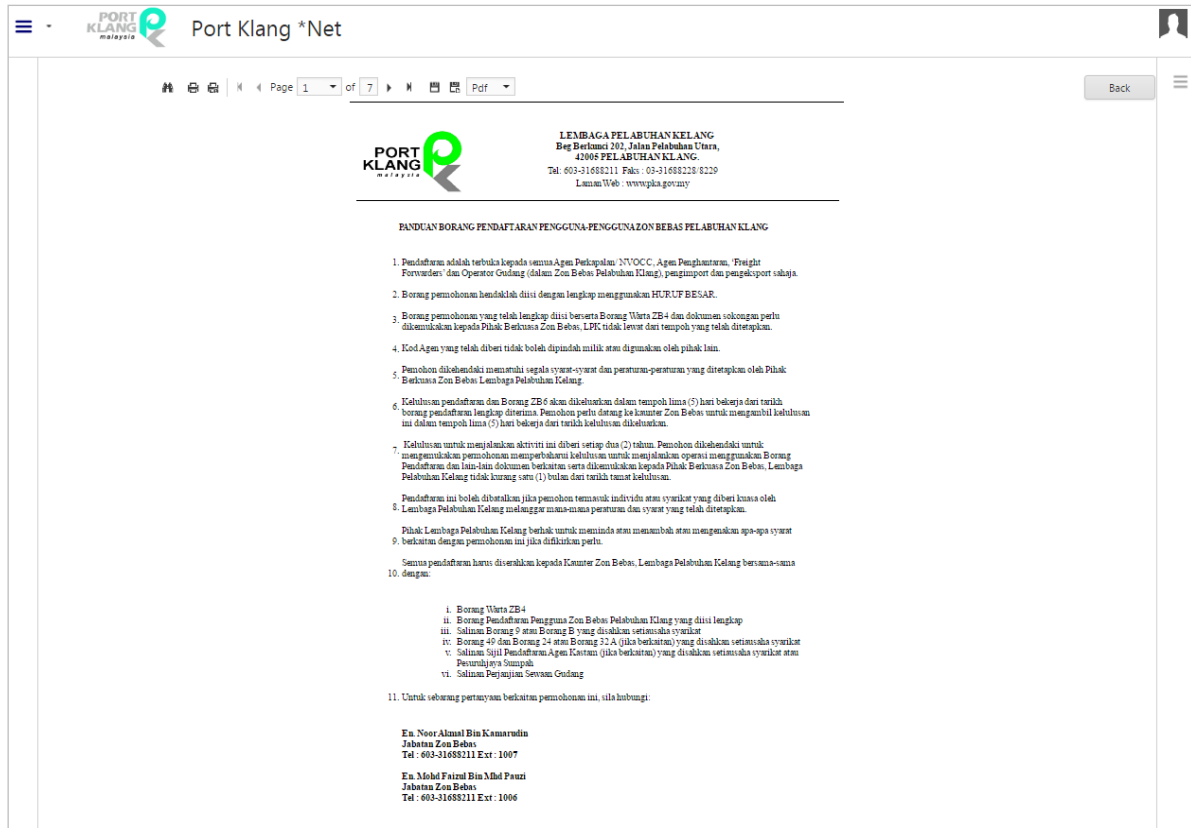 PORT KLANG malaysia
Port Klang *Net
Page 1 of 7 Pdf
Back
PORT
KLANG
malaysia
LEMBAGA PELABUHAN KELANG
Beg Berkunci 202, Jalan Pelabuhan Utara,
42005 PELABUHAN KLANG.
Tel: 603-31688211 Faks : 03-31688228/8229
Laman Web : www.pka.gov.my
PANDUAN BORANG PENDAFTARAN PENGGUNA-PENGGUNA ZON BEBAS PELABUHAN KLANG
1. Pendaftaran adalah terbuka kepada semua Agen Perkapalan/ NVOCC, Agen Penghantaran, 'Freight
Forwarders' dan Operator Gudang (dalam Zon Bebas Pelabuhan Klang), pengimport dan pengeksport sahaja.
2. Borang permohonan hendaklah diisi dengan lengkap menggunakan HURUF BESAR.
3. Borang permohonan yang telah lengkap diisi berserta Borang Warta ZB4 dan dokumen sokongan perlu
dikemukakan kepada Pihak Berkuasa Zon Bebas, LPK tidak lewat dari tempoh yang telah ditetapkan.
4. Kod Agen yang telah diberi tidak boleh dipindah milik atau digunakan oleh pihak lain.
5. Pemohon dikehendaki mematuhi segala syarat-syarat dan peraturan-peraturan yang ditetapkan oleh Pihak
Berkuasa Zon Bebas Lembaga Pelabuhan Kelang.
6. Kelulusan pendaftaran dan Borang ZB6 akan dikeluarkan dalam tempoh lima (5) hari bekerja dari tarikh
borang pendaftaran lengkap diterima. Pemohon perlu datang ke kaunter Zon Bebas untuk mengambil kelulusan
ini dalam tempoh lima (5) hari bekerja dari tarikh kelulusan dikeluarkan.
7. Kelulusan untuk menjalankan aktiviti ini diberi setiap dua (2) tahun. Pemohon dikehendaki untuk
mengemukakan permohonan memperbaharui kelulusan untuk menjalankan operasi menggunakan Borang
Pendaftaran dan lain-lain dokumen berkaitan serta dikemukakan kepada Pihak Berkuasa Zon Bebas, Lembaga
Pelabuhan Kelang tidak kurang satu (1) bulan dari tarikh tamat kelulusan.
Pendaftaran ini boleh dibatalkan jika pemohon termasuk individu atau syarikat yang diberi kuasa oleh
8. Lembaga Pelabuhan Kelang melanggar mana-mana peraturan dan syarat yang telah ditetapkan.
Pihak Lembaga Pelabuhan Kelang berhak untuk meminda atau menambah atau mengenakan apa-apa syarat
9. berkaitan dengan permohonan ini jika difikirkan perlu.
Semua pendaftaran harus diserahkan kepada Kaunter Zon Bebas, Lembaga Pelabuhan Kelang bersama-sama
10. dengan:
i. Borang Warta ZB4
ii. Borang Pendaftaran Pengguna Zon Bebas Pelabuhan Klang yang diisi lengkap
iii. Salinan Borang 9 atau Borang B yang disahkan setiausaha syarikat
iv. Borang 49 dan Borang 24 atau Borang 32A (jika berkaitan) yang disahkan setiausaha syarikat
v. Salinan Sijil Pendaftaran Agen Kastam (jika berkaitan) yang disahkan setiausaha syarikat atau
Pesuruhjaya Sumpah
vi. Salinan Perjanjian Sewaan Gudang
11. Untuk sebarang pertanyaan berkaitan permohonan ini, sila hubungi:
En. Noor Akmal Bin Kamarudin
Jabatan Zon Bebas
Tel : 603-31688211 Ext : 1007
En. Mohd Faizul Bin Mhd Pauzi
Jabatan Zon Bebas
Tel : 603-31688211 Ext : 1006